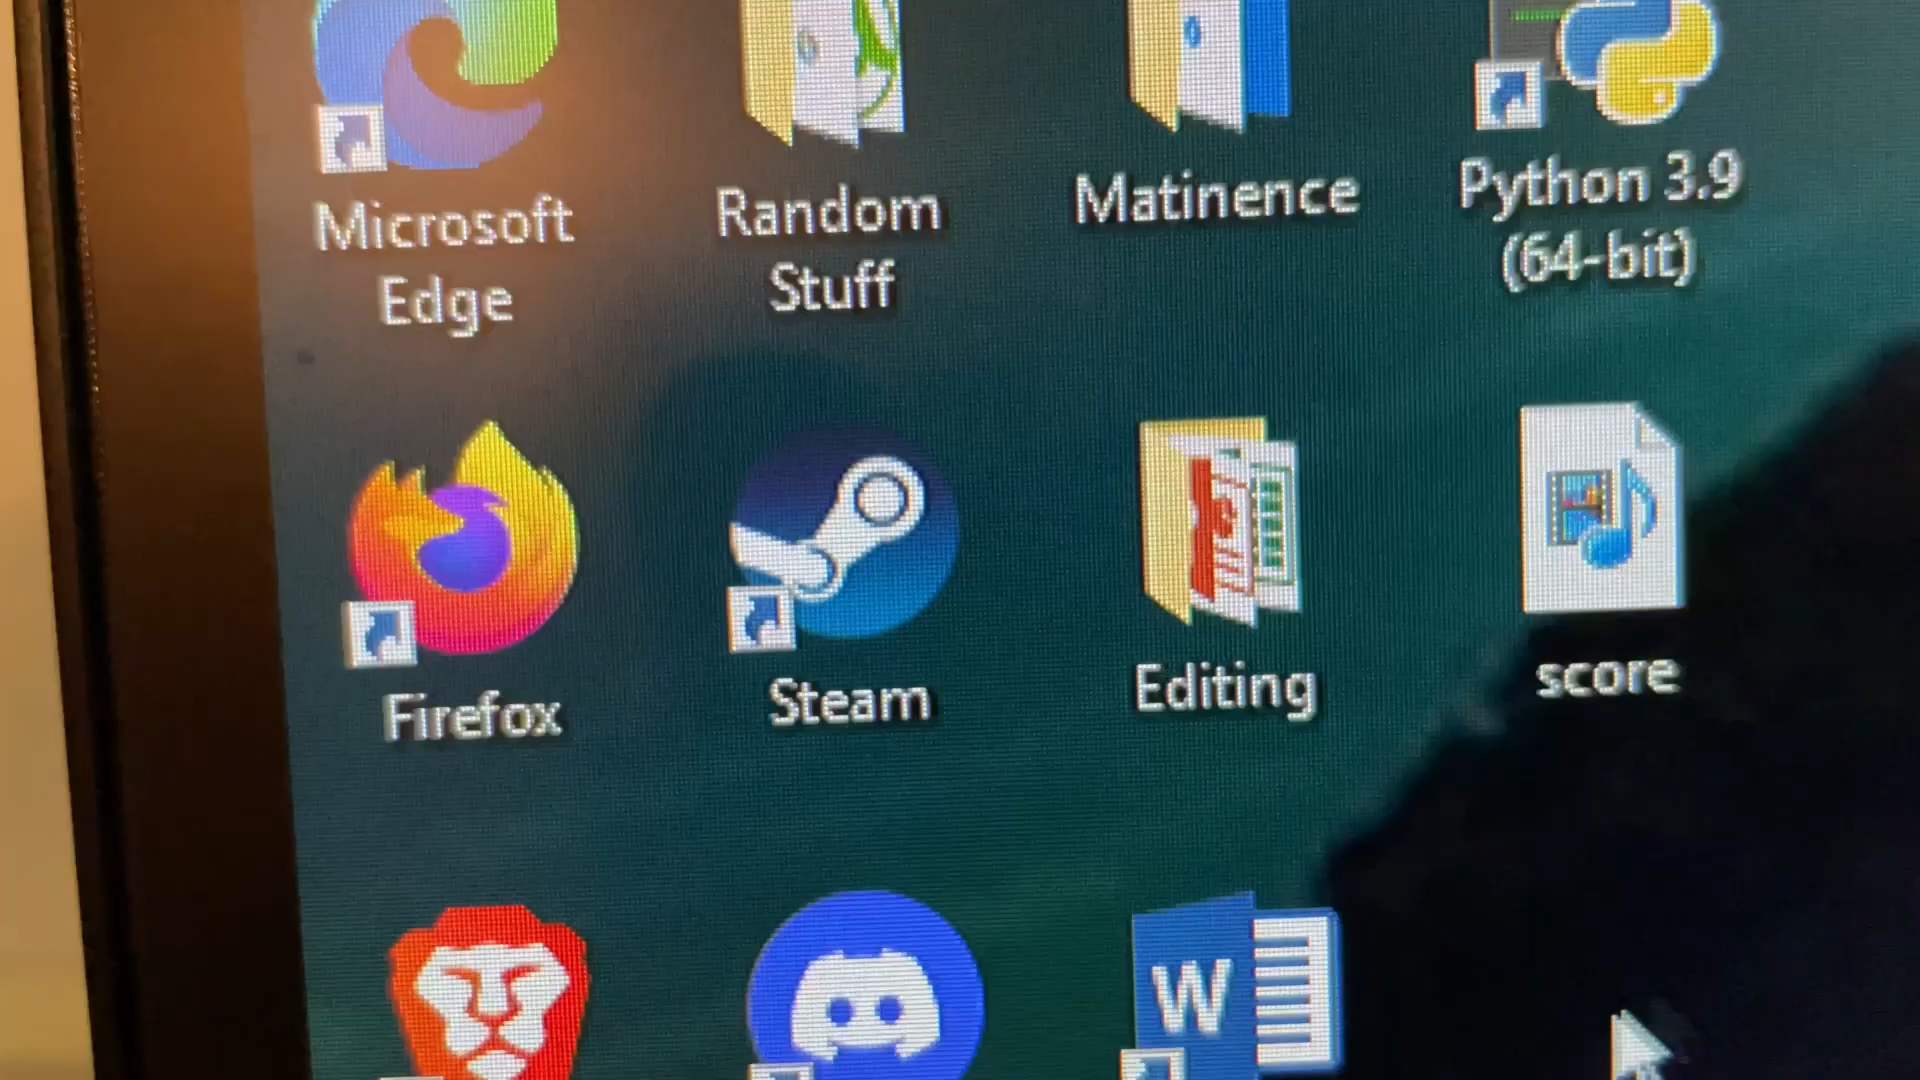 Microsoft
Edge
Random
Stuff
Matinence
Python 3.9
(64-bit)
Firefox
Steam
Editing
score
W